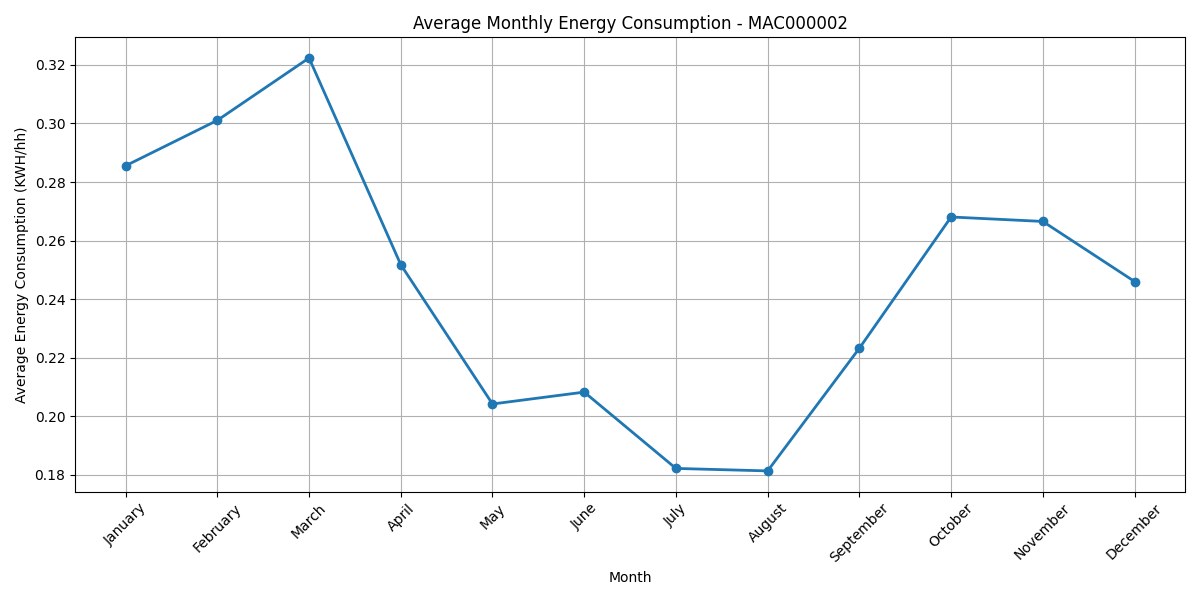 Average Monthly Energy Consumption - MAC000002
Average Energy Consumption (KWH/hh)
0.32
0.30
0.28
0.26
0.24
0.22
0.20
0.18
January
February
March
April
May
June
July
August
September
October
November
December
Month